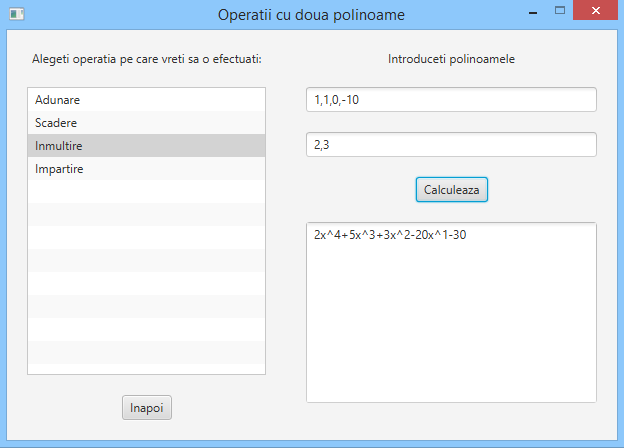 Operatii cu doua polinoame
Alegeti operatia pe care vreti sa o efectuati:
Adunare
Scadere
Inmultire
Impartire
Inapoi
Introduceti polinoamele
1,1,0,-10
2,3
Calculeaza
2x^4+5x^3+3x^2-20x^1-30